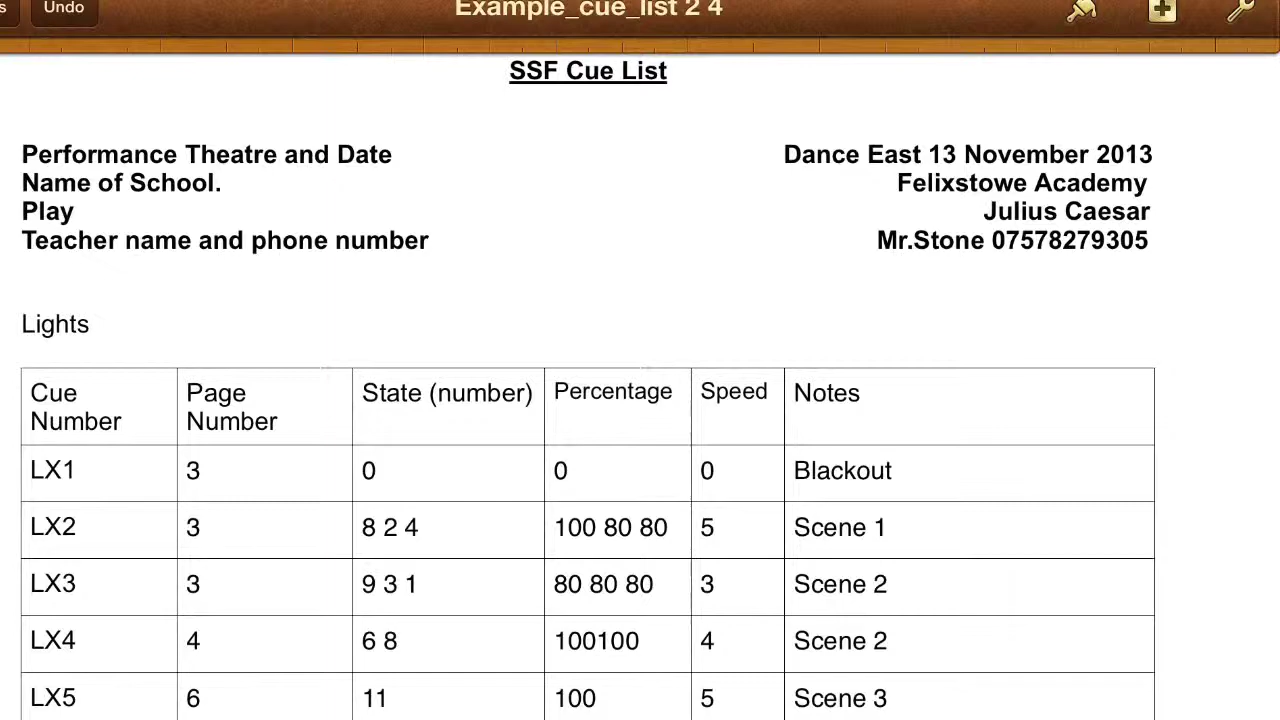 s
Undo
Example_cue_list 2 4
SSF Cue List
Performance Theatre and Date Dance East 13 November 2013
Name of School. Felixstowe Academy
Play Julius Caesar
Teacher name and phone number Mr.Stone 07578279305
Lights
Cue Number Page Number State (number) Percentage Speed Notes
LX1 3 0 0 0 Blackout
LX2 3 8 2 4 100 80 80 5 Scene 1
LX3 3 9 3 1 80 80 80 3 Scene 2
LX4 4 6 8 100100 4 Scene 2
LX5 6 11 100 5 Scene 3